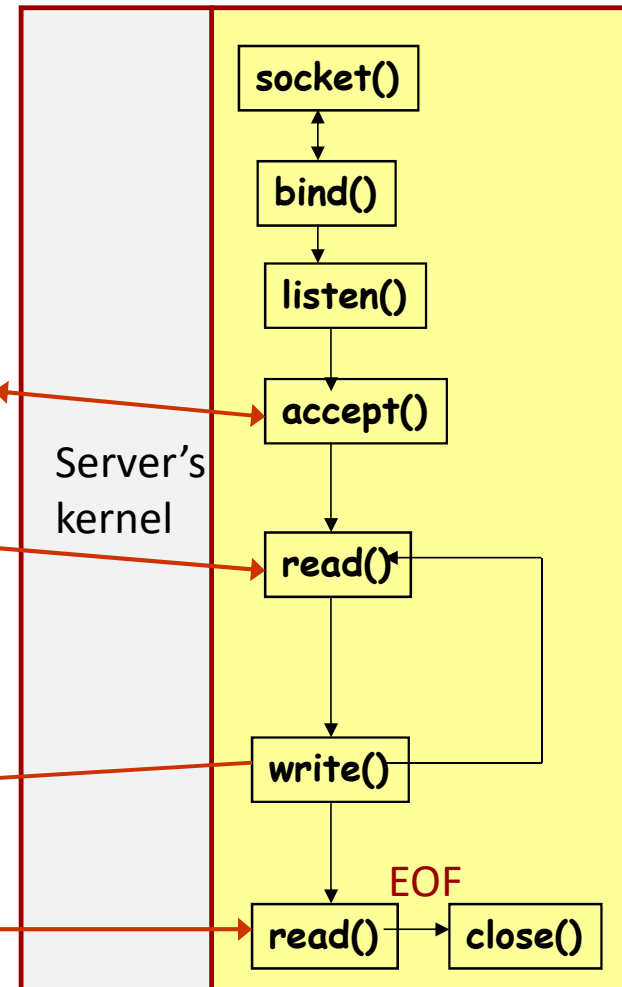 socket()
bind()
listen()
accept()
Server’s
kernel
read()
write()
EOF
read()
close()